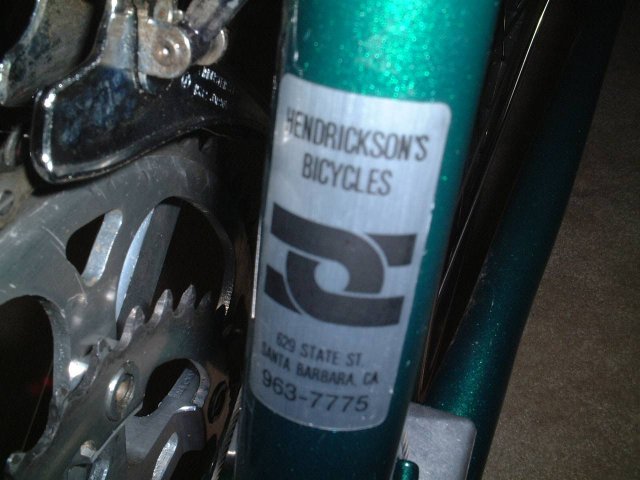 HENDRICKSON'S
BICYCLES
629 STATE ST.
SANTA BARBARA, CA
963-7775